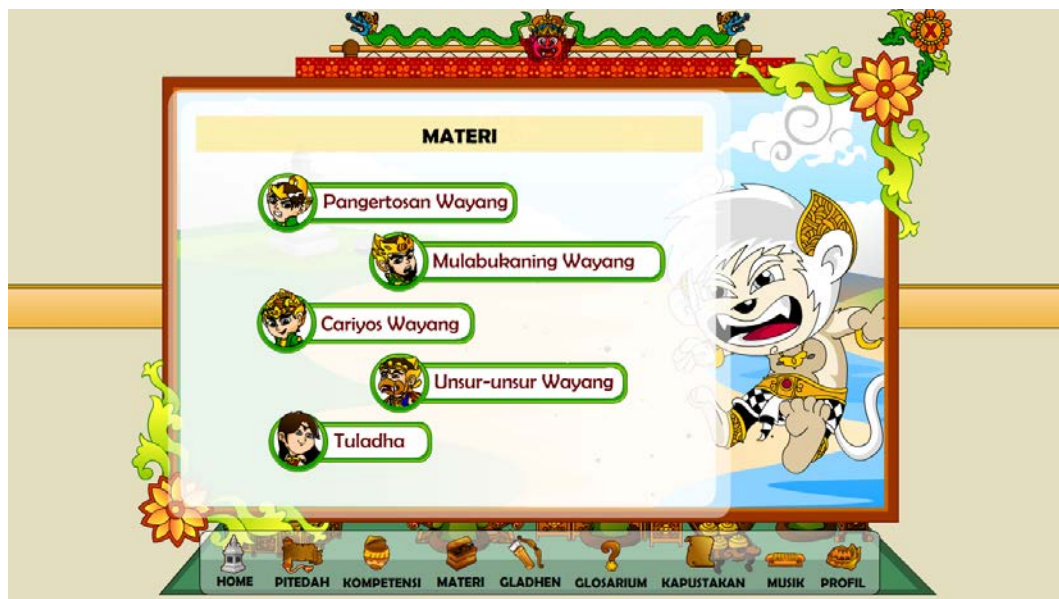 X
MATERI
Pangertosan Wayang
Mulabukaning Wayang
Cariyos Wayang
Unsur-unsur Wayang
Tuladha
HOME PITEDAH KOMPETENSI MATERI GLADHEN GLOSARIUM KAPUSTAKAN MUSIK PROFIL